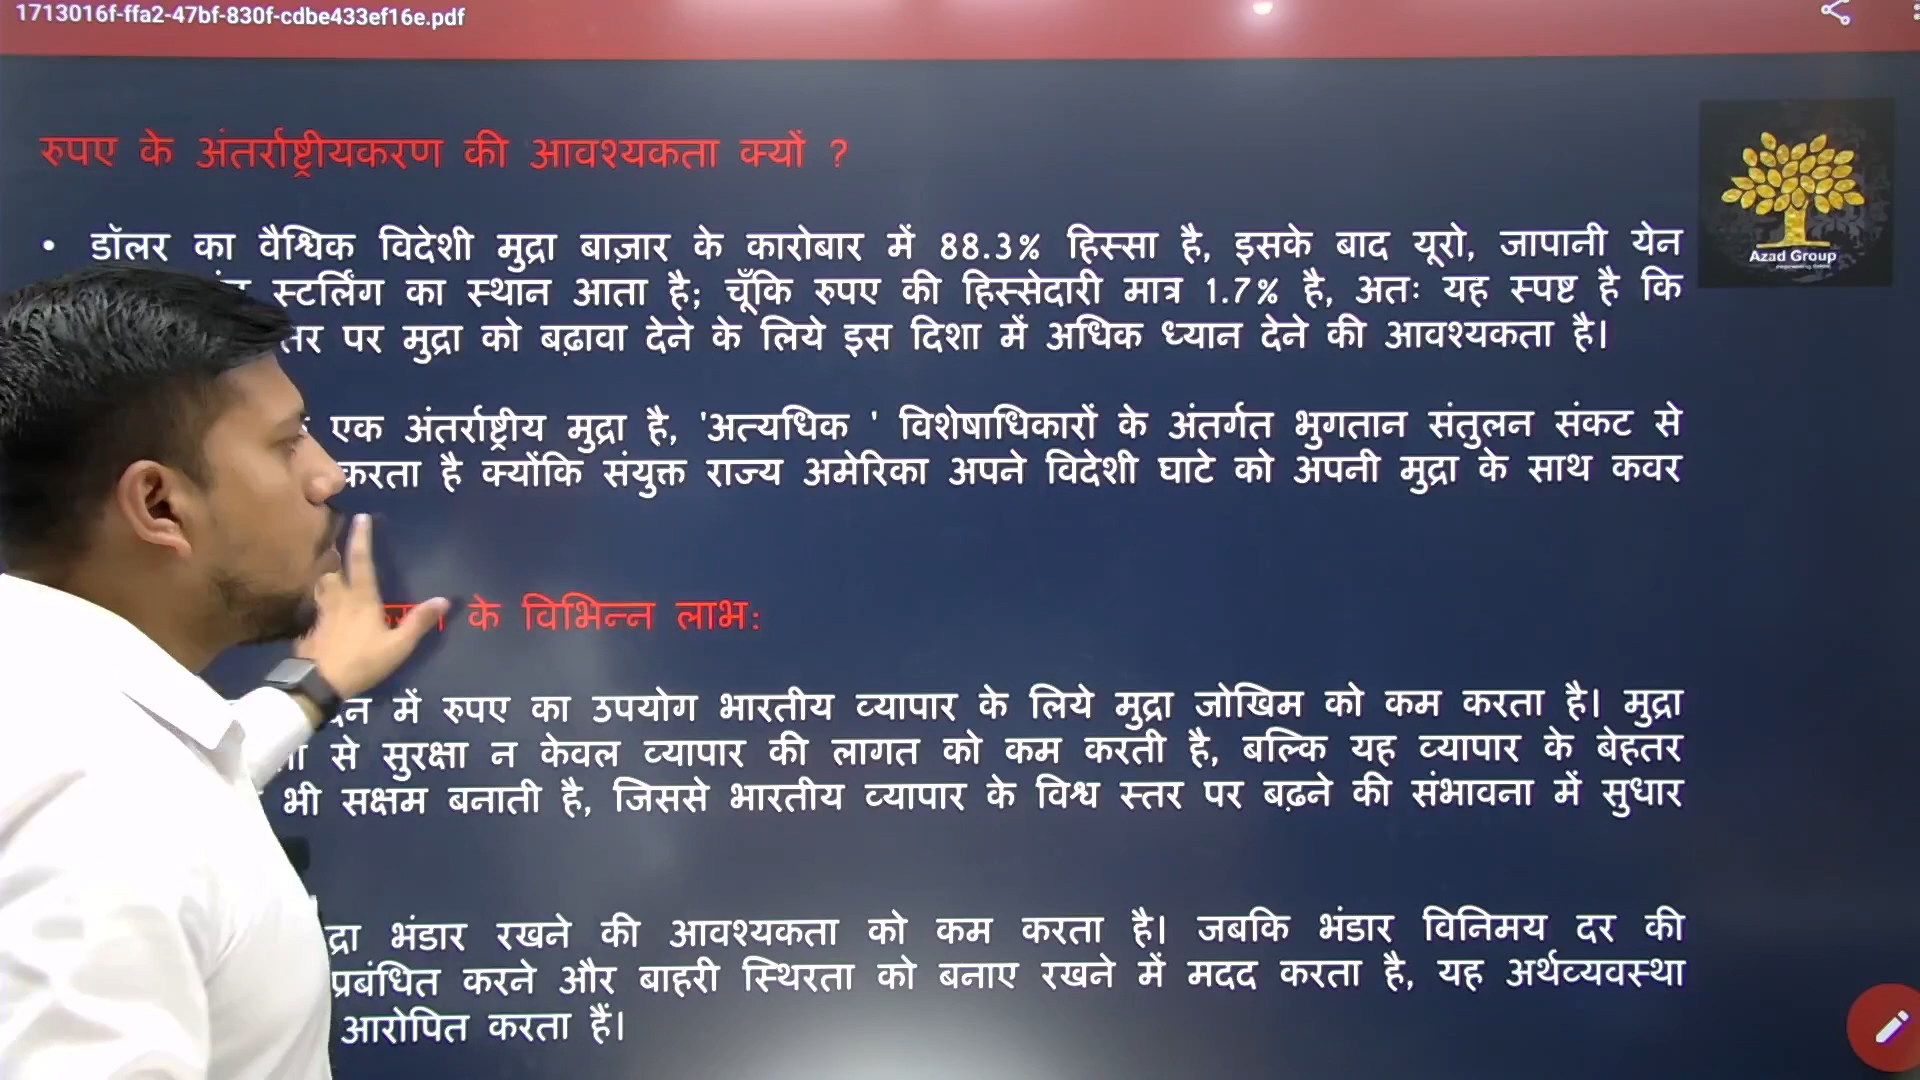 1713016f-ffa2-47bf-830f-cdbe433ef16e.pdf
रुपए के अंतर्राष्ट्रीयकरण की आवश्यकता क्यों ?
• डॉलर का वैश्विक विदेशी मुद्रा बाज़ार के कारोबार में 88.3% हिस्सा है, इसके बाद यूरो, जापानी येन
स्टर्लिंग का स्थान आता है; चूँकि रुपए की हिस्सेदारी मात्र 1.7% है, अतः यह स्पष्ट है कि
पर मुद्रा को बढ़ावा देने के लिये इस दिशा में अधिक ध्यान देने की आवश्यकता है।
एक अंतर्राष्ट्रीय मुद्रा है, 'अत्यधिक ' विशेषाधिकारों के अंतर्गत भुगतान संतुलन संकट से
करता है क्योंकि संयुक्त राज्य अमेरिका अपने विदेशी घाटे को अपनी मुद्रा के साथ कवर
के विभिन्न लाभ:
में रुपए का उपयोग भारतीय व्यापार के लिये मुद्रा जोखिम को कम करता है। मुद्रा
से सुरक्षा न केवल व्यापार की लागत को कम करती है, बल्कि यह व्यापार के बेहतर
भी सक्षम बनाती है, जिससे भारतीय व्यापार के विश्व स्तर पर बढ़ने की संभावना में सुधार
भंडार रखने की आवश्यकता को कम करता है। जबकि भंडार विनिमय दर की
प्रबंधित करने और बाहरी स्थिरता को बनाए रखने में मदद करता है, यह अर्थव्यवस्था
आरोपित करता हैं।
Azad Group